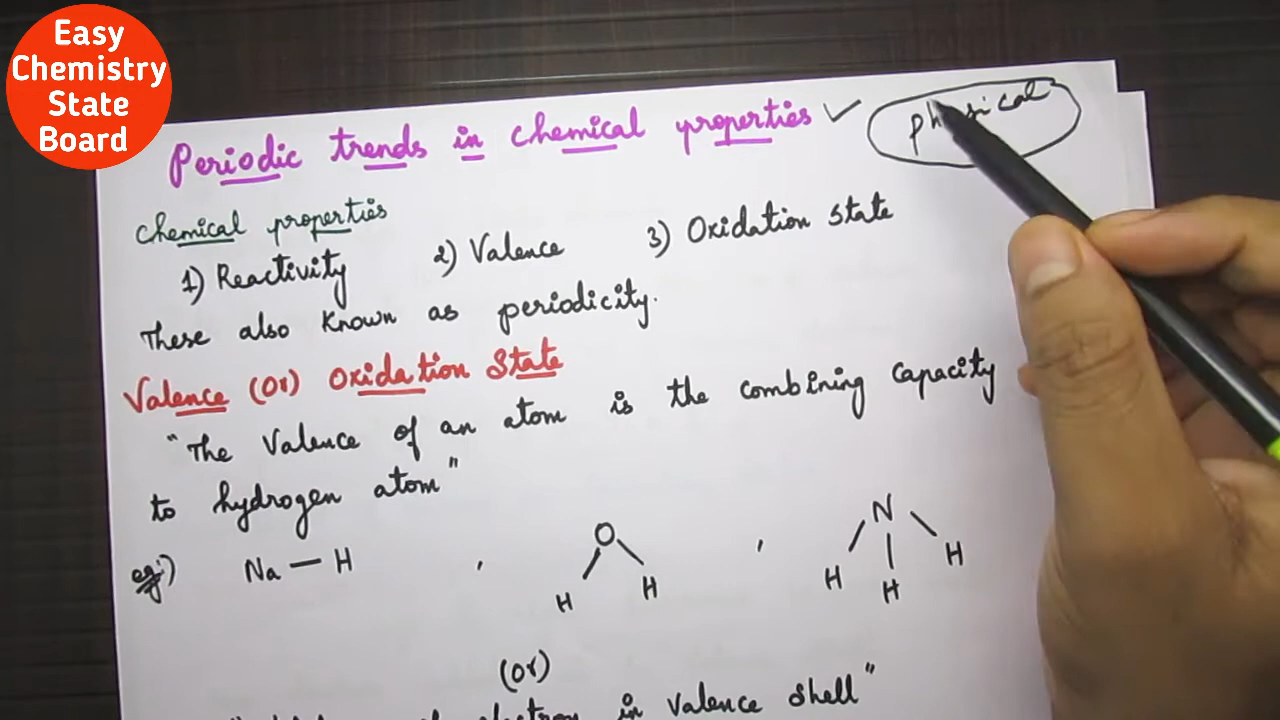 Easy
Chemistry
State
Board
Periodic trends in chemical properties ✓
physical
chemical properties
1) Reactivity 2) Valence 3) Oxidation state
These also known as periodicity.
Valence (Or) Oxidation State
"The Valence of an atom is the combining capacity
to hydrogen atom"
eg:) Na — H , O H H , N H H H
(Or)
electron in valence shell"